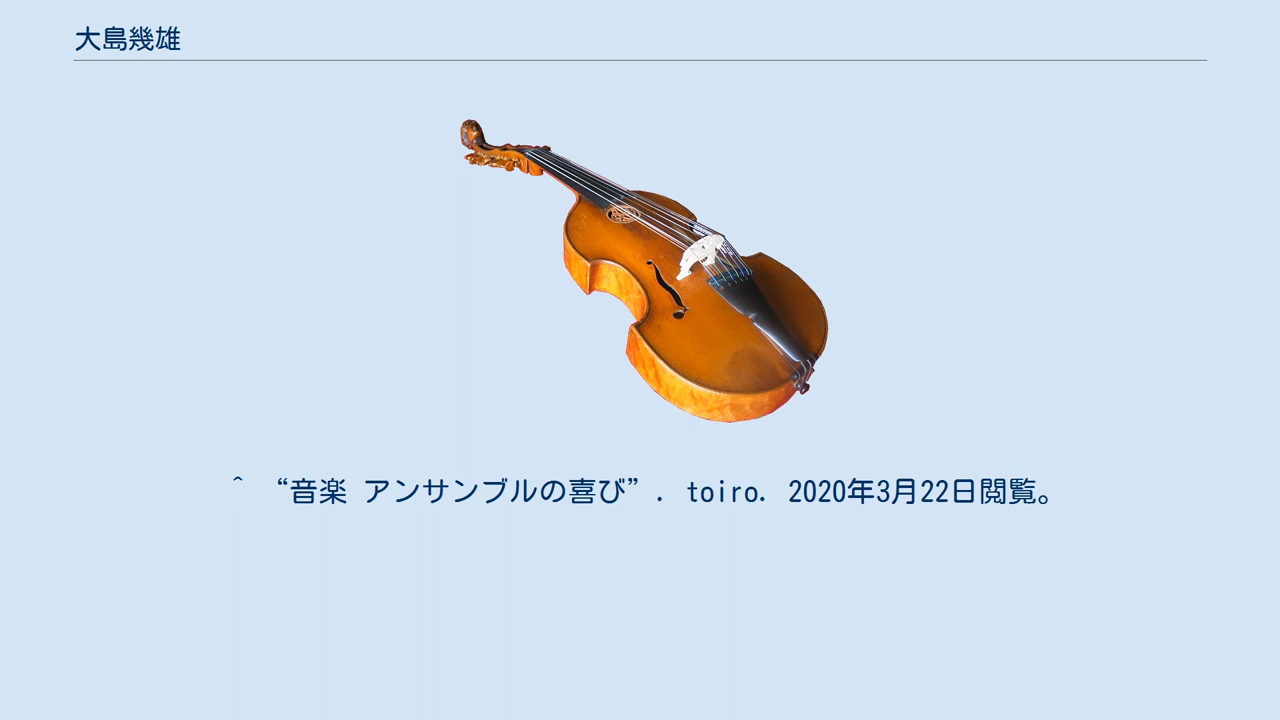 大島幾雄
^ “音楽 アンサンブルの喜び”. toiro. 2020年3月22日閲覧。